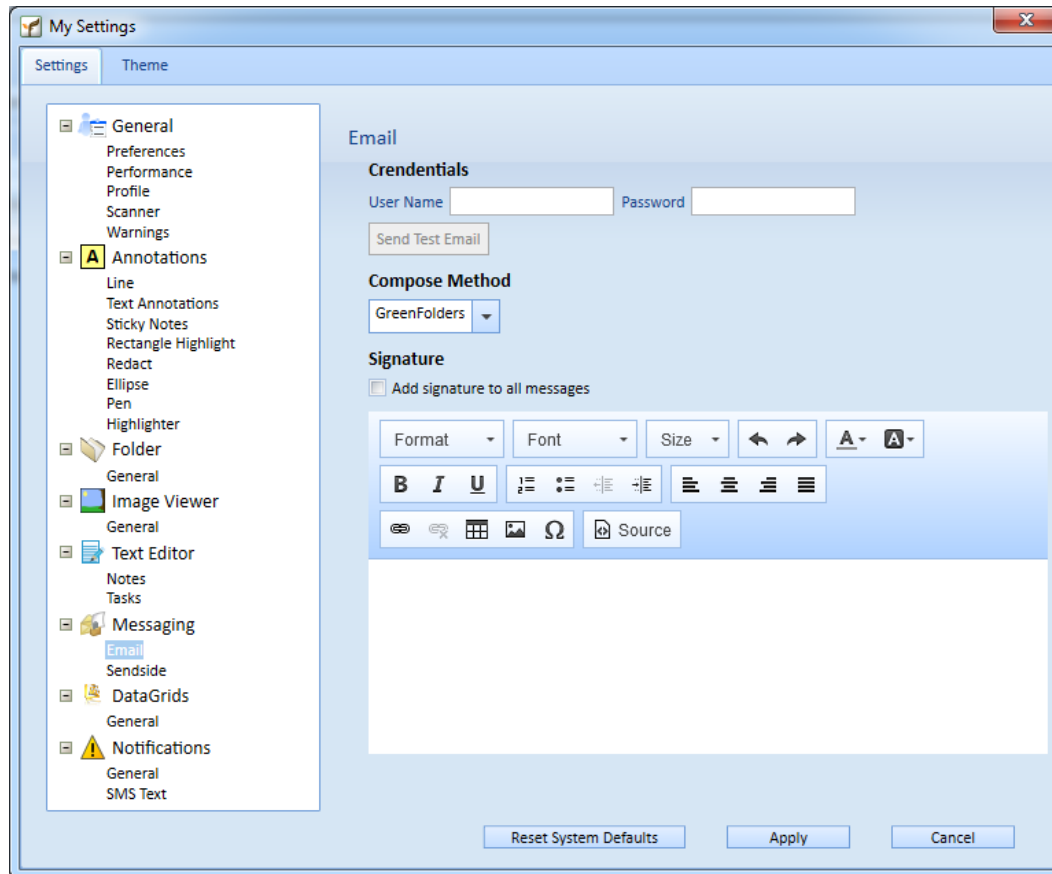 My Settings
Settings Theme
General
Preferences
Performance
Profile
Scanner
Warnings
A Annotations
Line
Text Annotations
Sticky Notes
Rectangle Highlight
Redact
Ellipse
Pen
Highlighter
Folder
General
Image Viewer
General
Text Editor
Notes
Tasks
Messaging
Email
Sendside
DataGrids
General
Notifications
General
SMS Text
Email
Crendentials
User Name Password
Send Test Email
Compose Method
GreenFolders
Signature
Add signature to all messages
Format Font Size A A
B I U
Ω Source
Reset System Defaults Apply Cancel